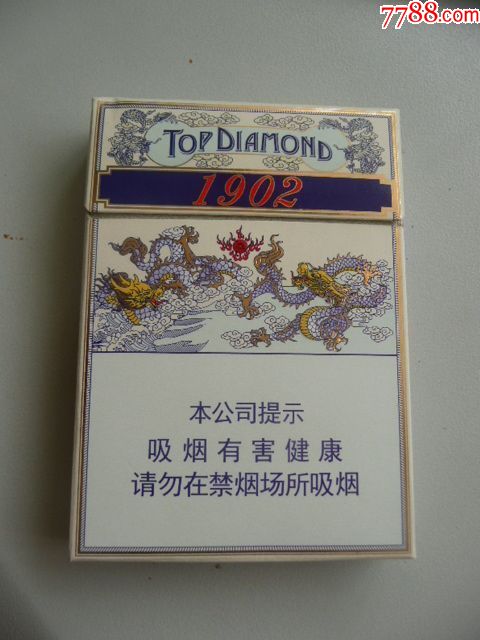 7788.com
TOP DIAMOND
1902
本公司提示
吸烟有害健康
请勿在禁烟场所吸烟